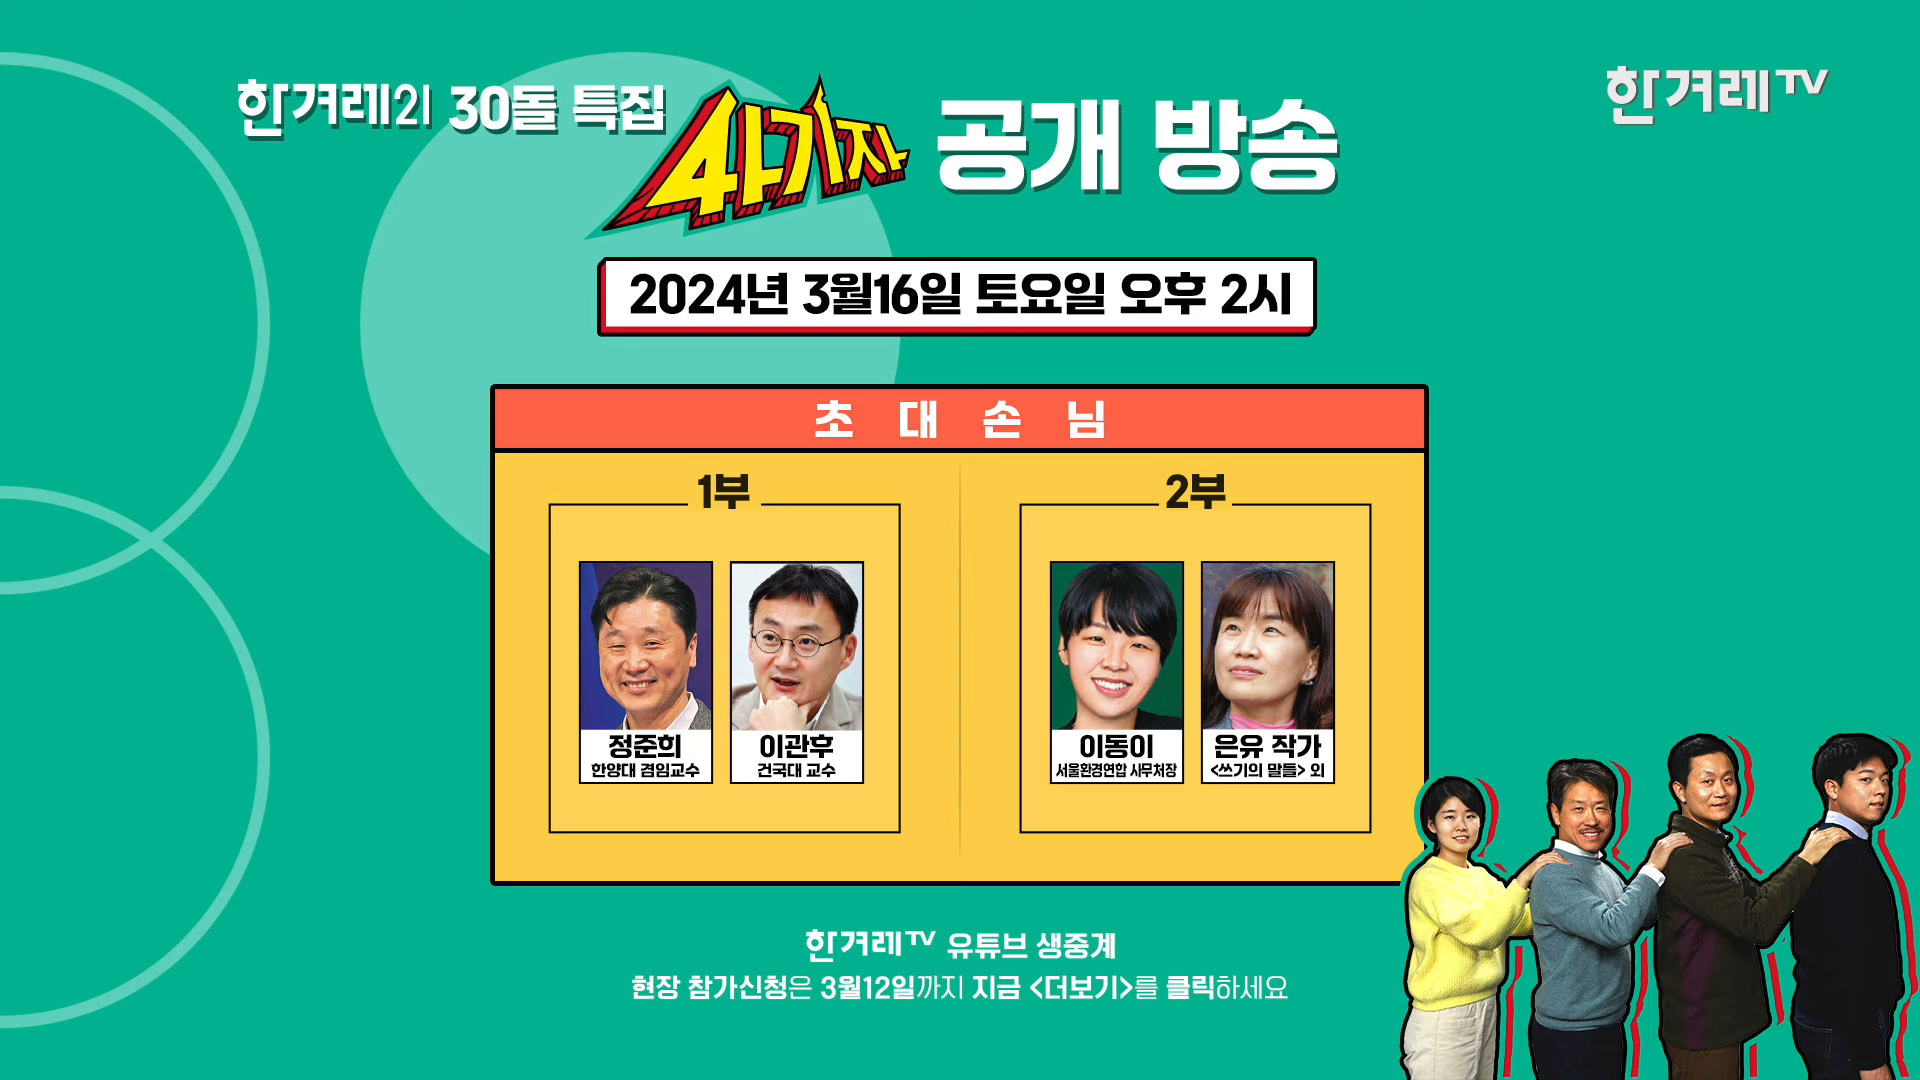 한겨레21 30돌 특집 4사기자 공개 방송
한겨레TV
2024년 3월16일 토요일 오후 2시
초대손님
1부
2부
정준희
한양대 겸임교수
이관후
건국대 교수
이동이
서울환경연합 사무처장
은유 작가
<쓰기의 말들> 외
한겨레TV 유튜브 생중계
현장 참가신청은 3월12일까지 지금 <더보기>를 클릭하세요